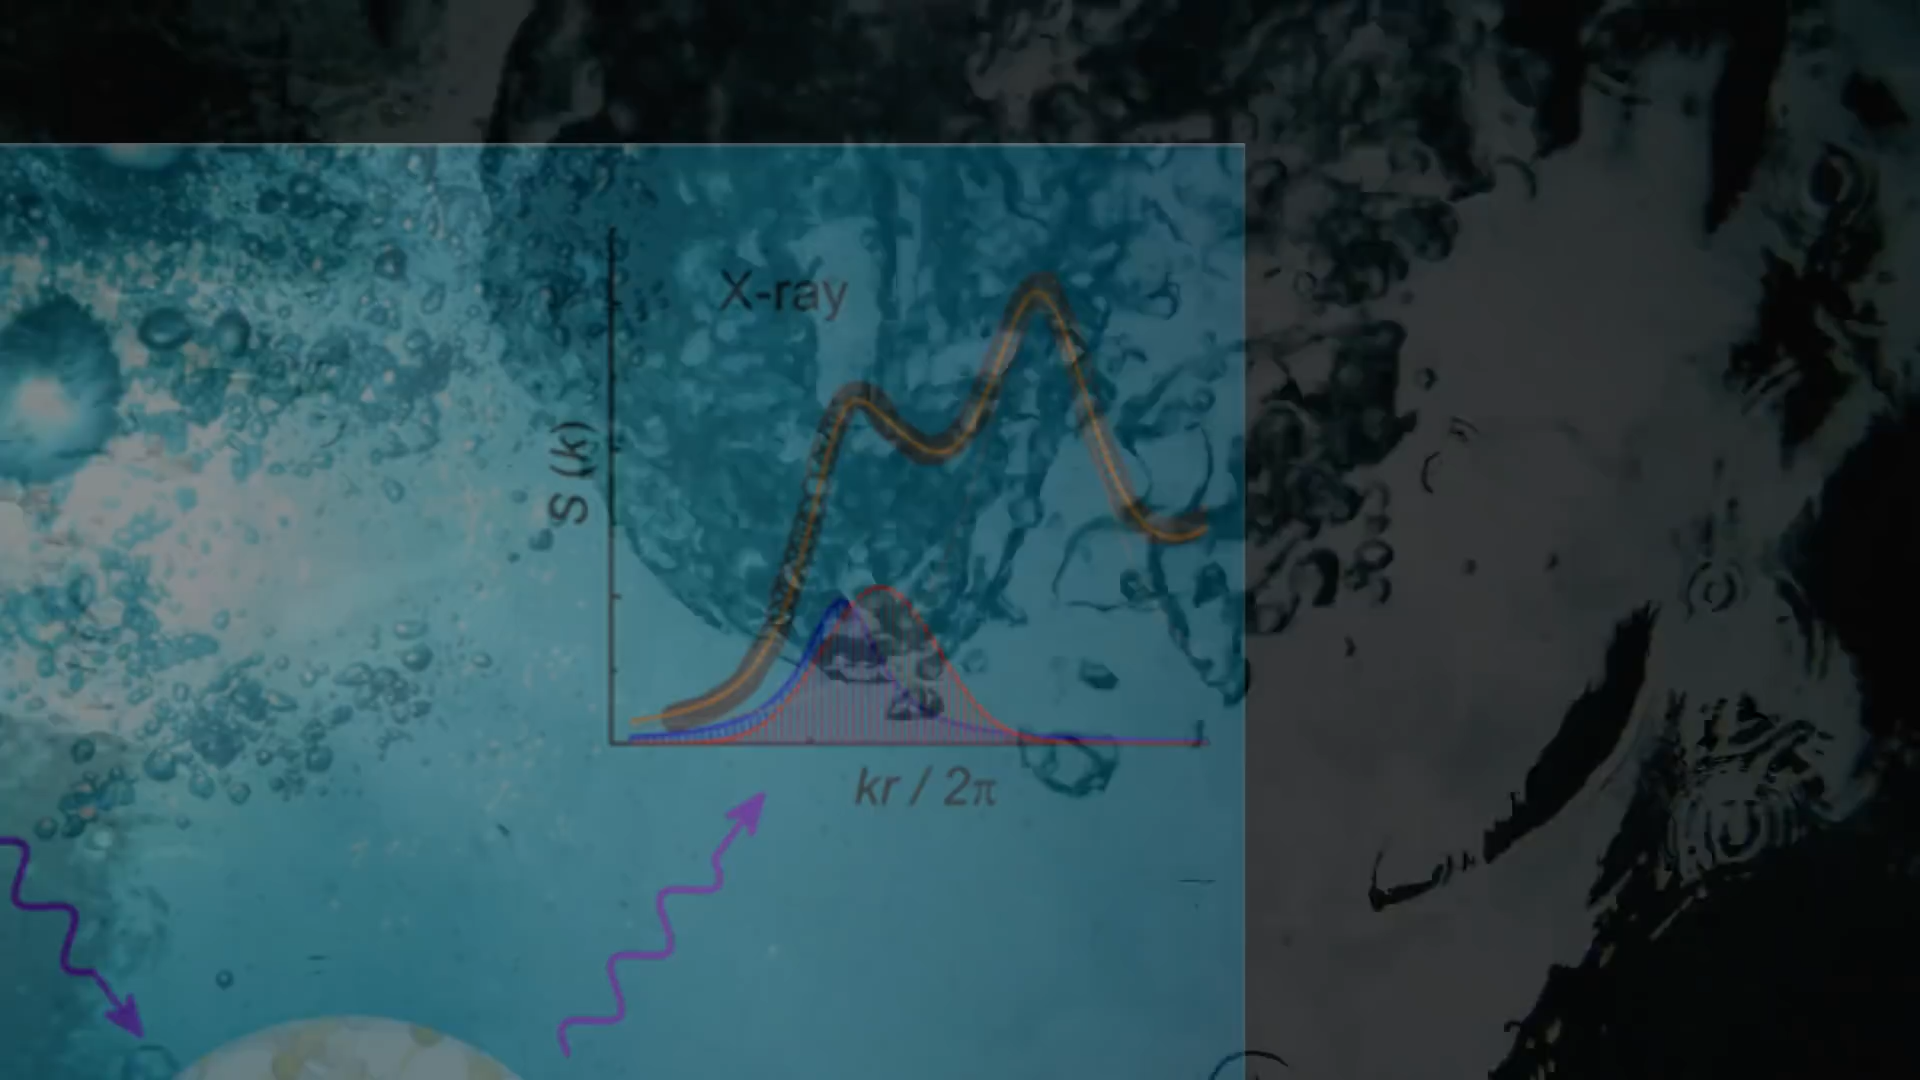 X-ray
S (k)
kr / 2π